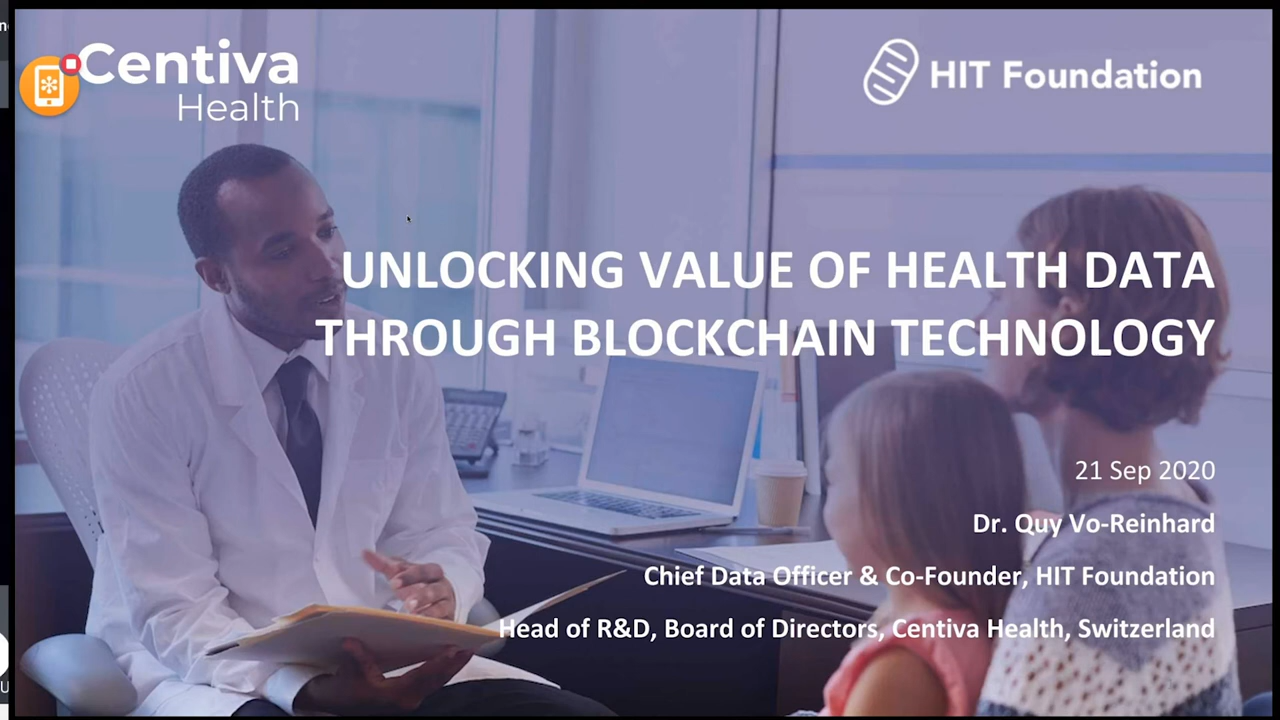 Centiva
Health
HIT Foundation
UNLOCKING VALUE OF HEALTH DATA
THROUGH BLOCKCHAIN TECHNOLOGY
21 Sep 2020
Dr. Quy Vo-Reinhard
Chief Data Officer & Co-Founder, HIT Foundation
Head of R&D, Board of Directors, Centiva Health, Switzerland